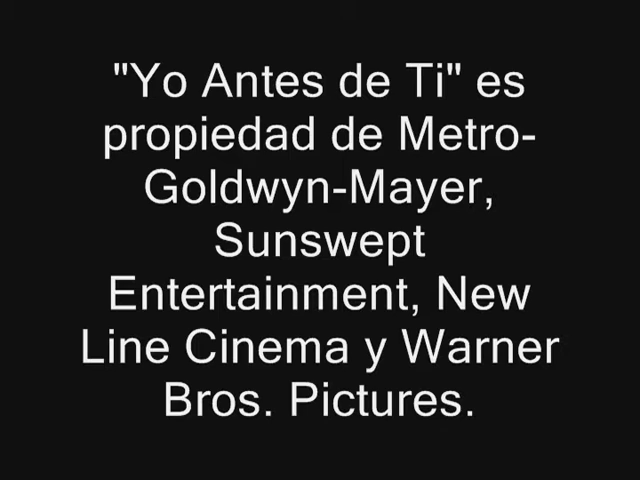 "Yo Antes de Ti" es
propiedad de Metro-
Goldwyn-Mayer,
Sunswept
Entertainment, New
Line Cinema y Warner
Bros. Pictures.